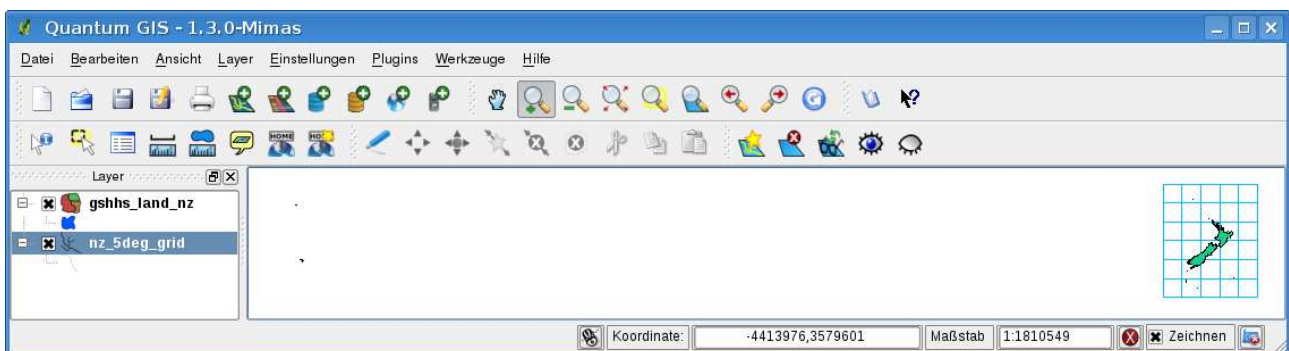 Quantum GIS - 1.3.0-Mimas
Datei Bearbeiten Ansicht Layer Einstellungen Plugins Werkzeuge Hilfe
HOME
Layer
gshhs_land_nz
nz_5deg_grid
Koordinate: -4413976,3579601 Maßstab 1:1810549 Zeichnen